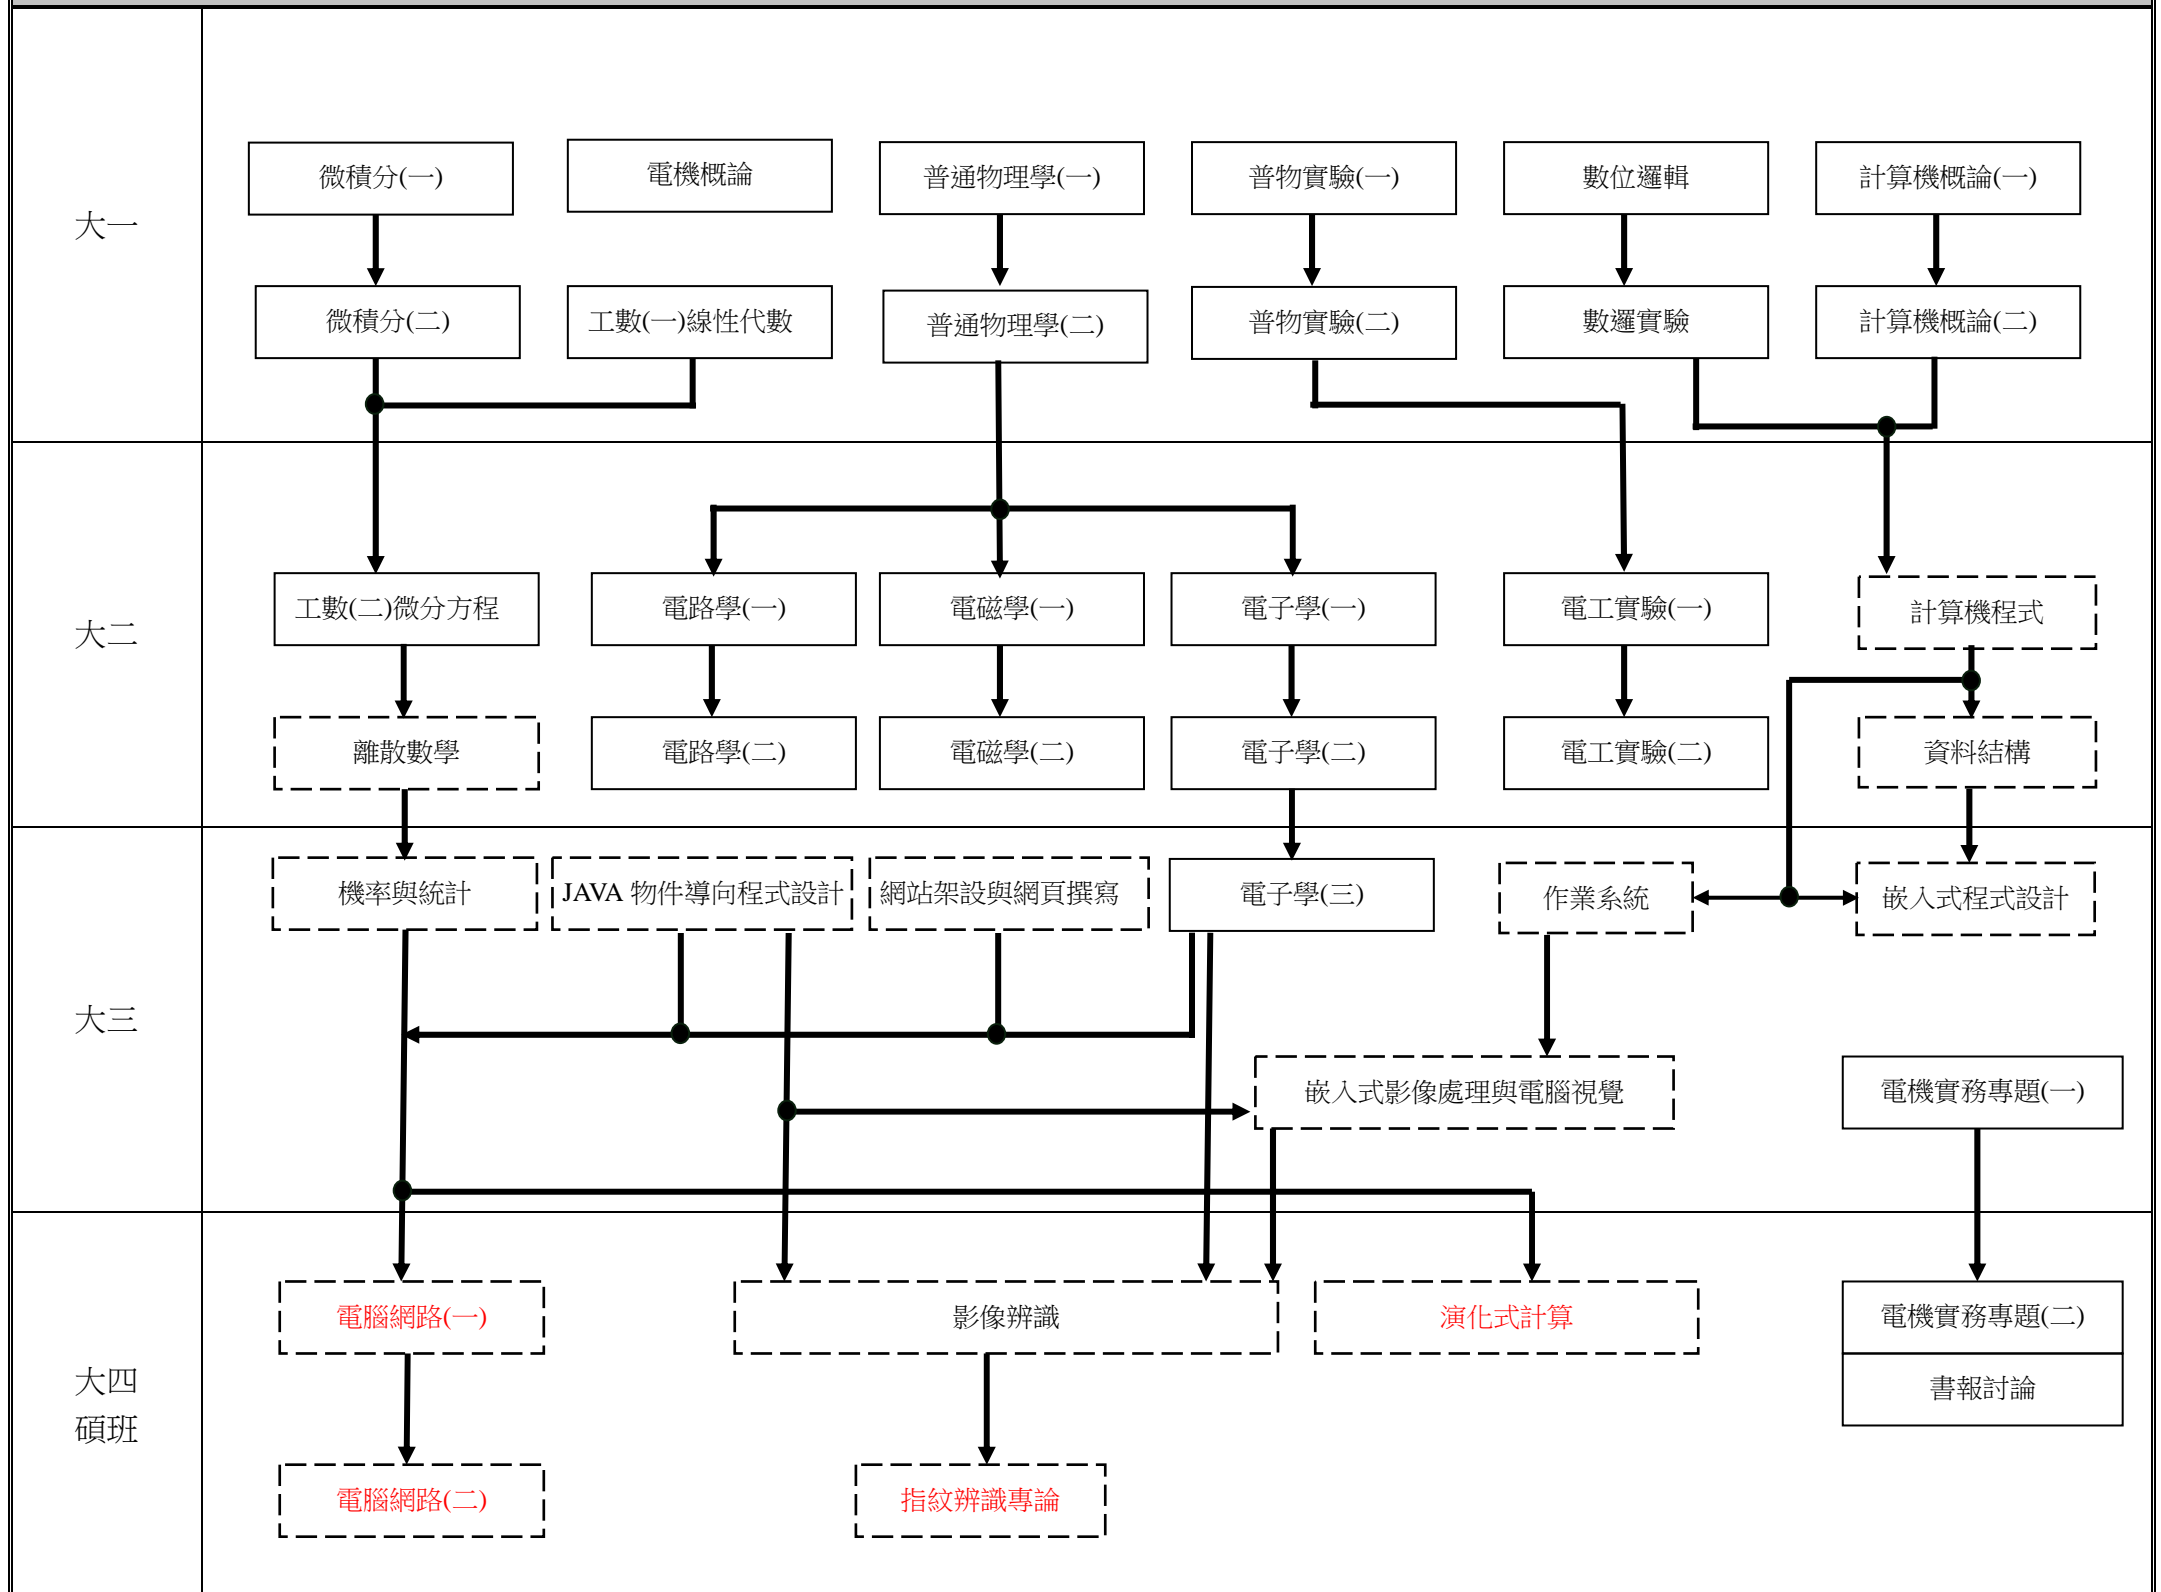 大一
微積分(一)
電機概論
普通物理學(一)
普物實驗(一)
數位邏輯
計算機概論(一)
微積分(二)
工數(一)線性代數
普通物理學(二)
普物實驗(二)
數邏實驗
計算機概論(二)
大二
工數(二)微分方程
電路學(一)
電磁學(一)
電子學(一)
電工實驗(一)
計算機程式
離散數學
電路學(二)
電磁學(二)
電子學(二)
電工實驗(二)
資料結構
大三
機率與統計
JAVA 物件導向程式設計
網站架設與網頁撰寫
電子學(三)
作業系統
嵌入式程式設計
嵌入式影像處理與電腦視覺
電機實務專題(一)
大四
碩班
電腦網路(一)
影像辨識
演化式計算
電機實務專題(二)
書報討論
電腦網路(二)
指紋辨識專論